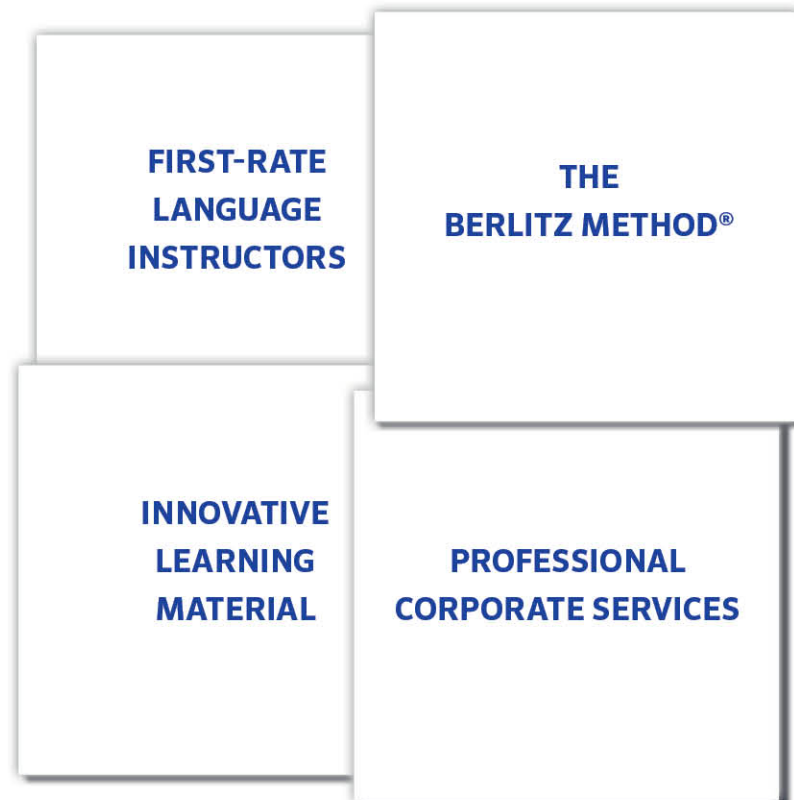 FIRST-RATE
LANGUAGE
INSTRUCTORS
THE
BERLITZ METHOD®
INNOVATIVE
LEARNING
MATERIAL
PROFESSIONAL
CORPORATE SERVICES